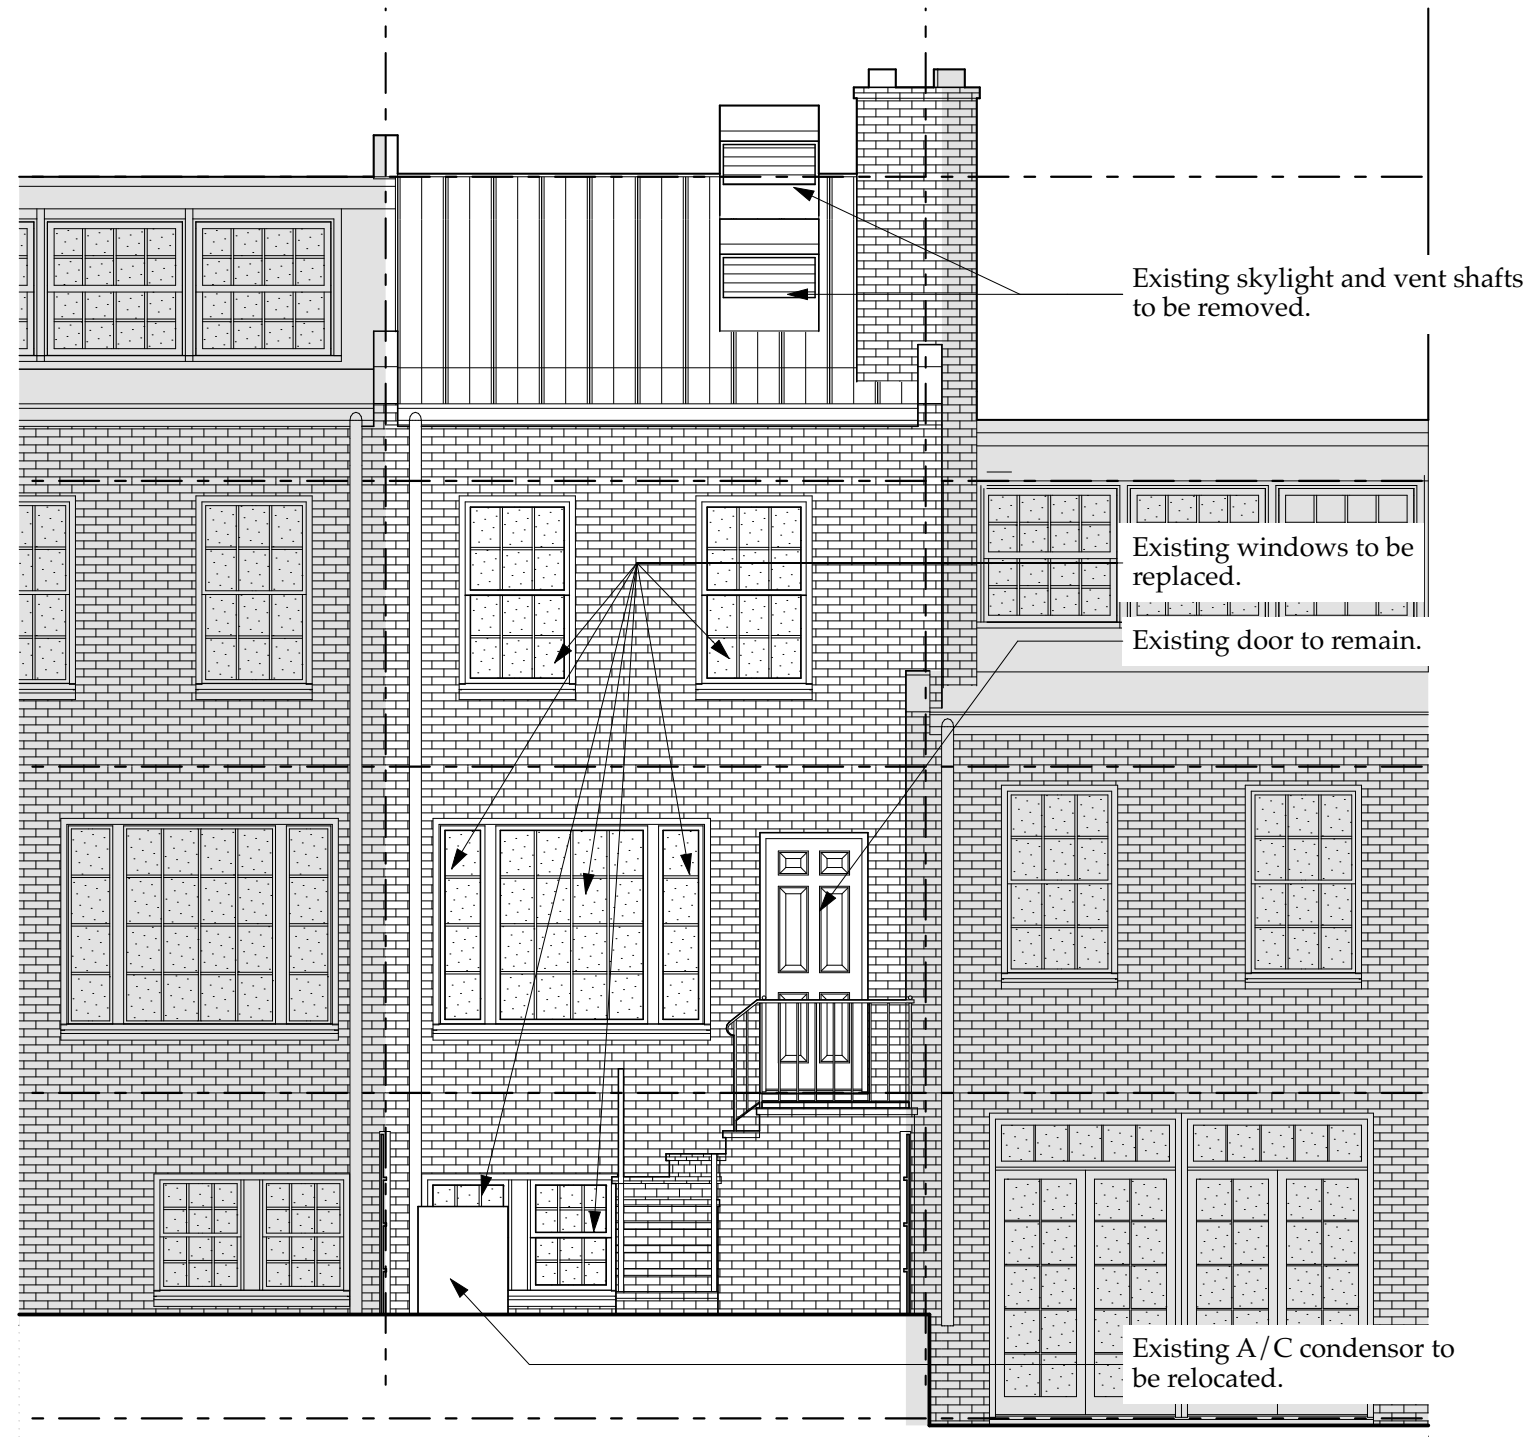 Existing skylight and vent shafts
to be removed.
Existing windows to be
replaced.
Existing door to remain.
Existing A/C condensor to
be relocated.